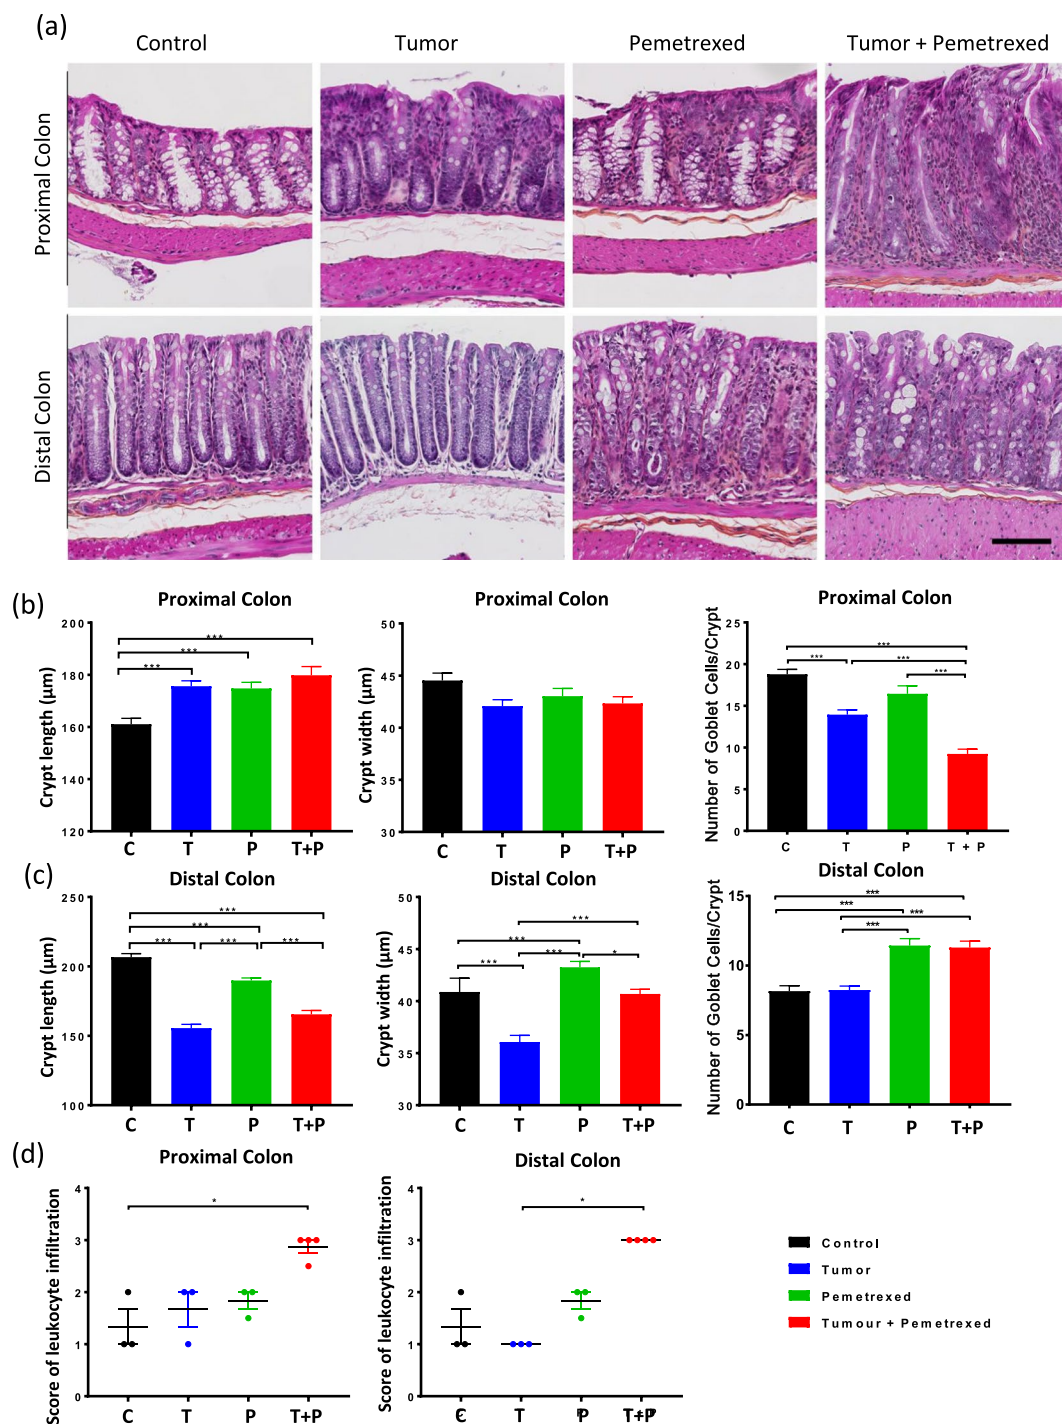 (a)
Control Tumor Pemetrexed Tumor + Pemetrexed
Proximal Colon
Distal Colon
(b)
Proximal Colon
Crypt length (µm)
200
180
160
140
120
***
***
***
C T P T+P
Proximal Colon
Crypt width (µm)
50
45
40
35
30
C T P T+P
Proximal Colon
Number of Goblet Cells/Crypt
25
20
15
10
5
0
***
*** ***
***
C T P T + P
(c)
Distal Colon
Crypt length (µm)
250
200
150
100
***
***
*** *** ***
C T P T+P
Distal Colon
Crypt width (µm)
50
45
40
35
30
***
***
*** *
***
C T P T+P
Distal Colon
Number of Goblet Cells/Crypt
15
10
5
0
***
***
***
***
C T P T+P
(d)
Proximal Colon
Score of leukocyte infiltration
4
3
2
1
0
*
C T P T+P
Distal Colon
Score of leukocyte infiltration
4
3
2
1
0
*
C T P T+P
Control
Tumor
Pemetrexed
Tumour + Pemetrexed